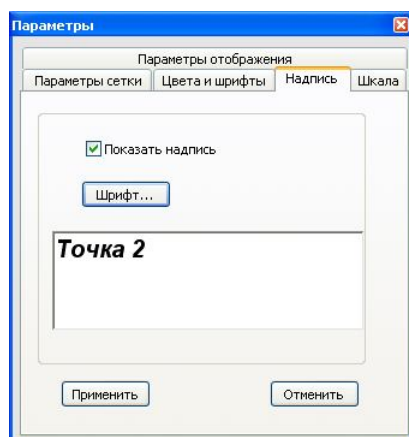 Параметры
Параметры отображения
Параметры сетки Цвета и шрифты Надпись Шкала
Показать надпись
Шрифт...
Точка 2
Применить Отменить